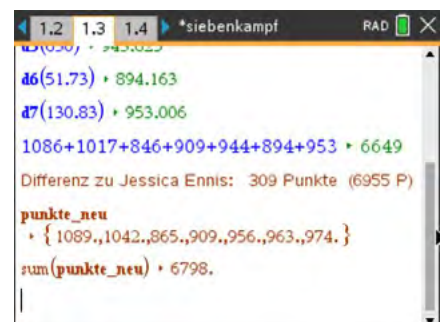 1.2 1.3 1.4 *siebenkampf RAD
d6(51.73) ▸ 894.163
d7(130.83) ▸ 953.006
1086+1017+846+909+944+894+953 ▸ 6649
Differenz zu Jessica Ennis: 309 Punkte (6955 P)
punkte_neu
▸ {1089.,1042.,865.,909.,956.,963.,974.}
sum(punkte_neu) ▸ 6798.